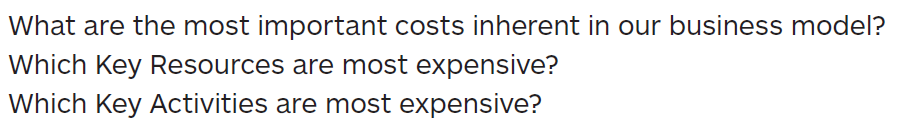 What are the most important costs inherent in our business model?
Which Key Resources are most expensive?
Which Key Activities are most expensive?